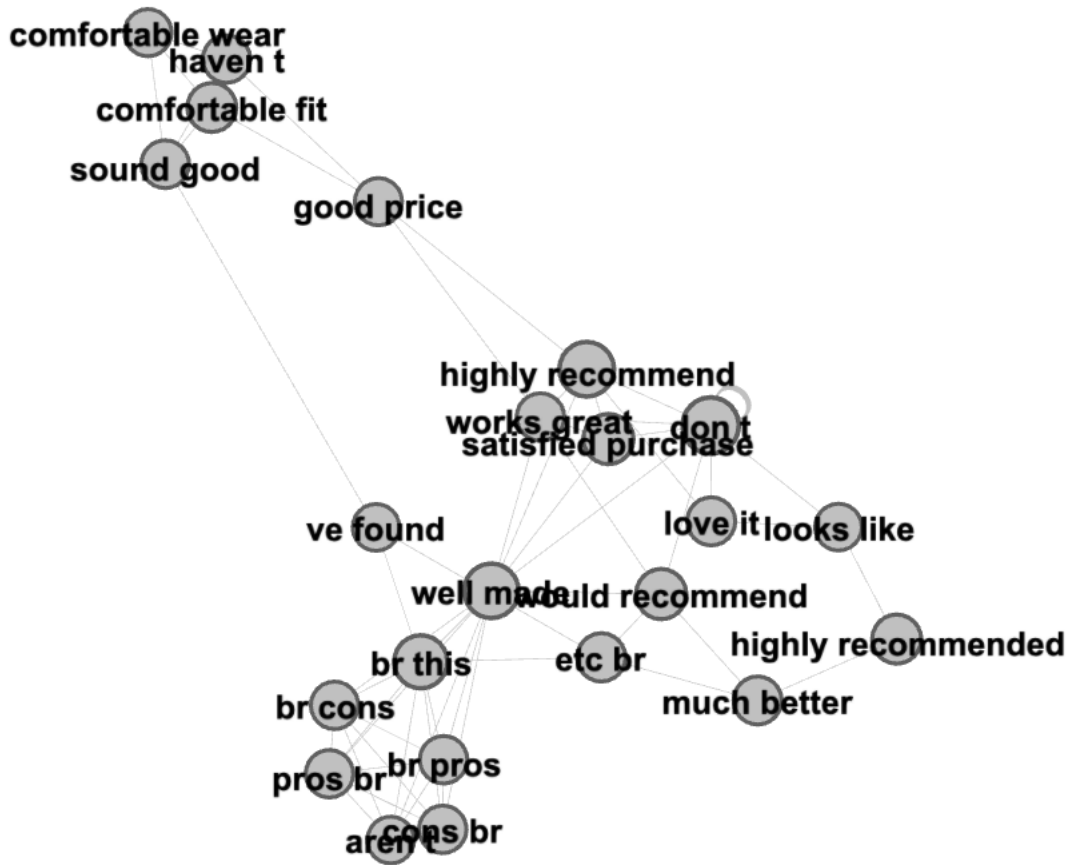 comfortable wear
haven t
comfortable fit
sound good
good price
highly recommend
works great
don t
satisfied purchase
love it
looks like
ve found
well made
would recommend
highly recommended
br this
etc br
much better
br cons
br pros
pros br
cons br
aren t